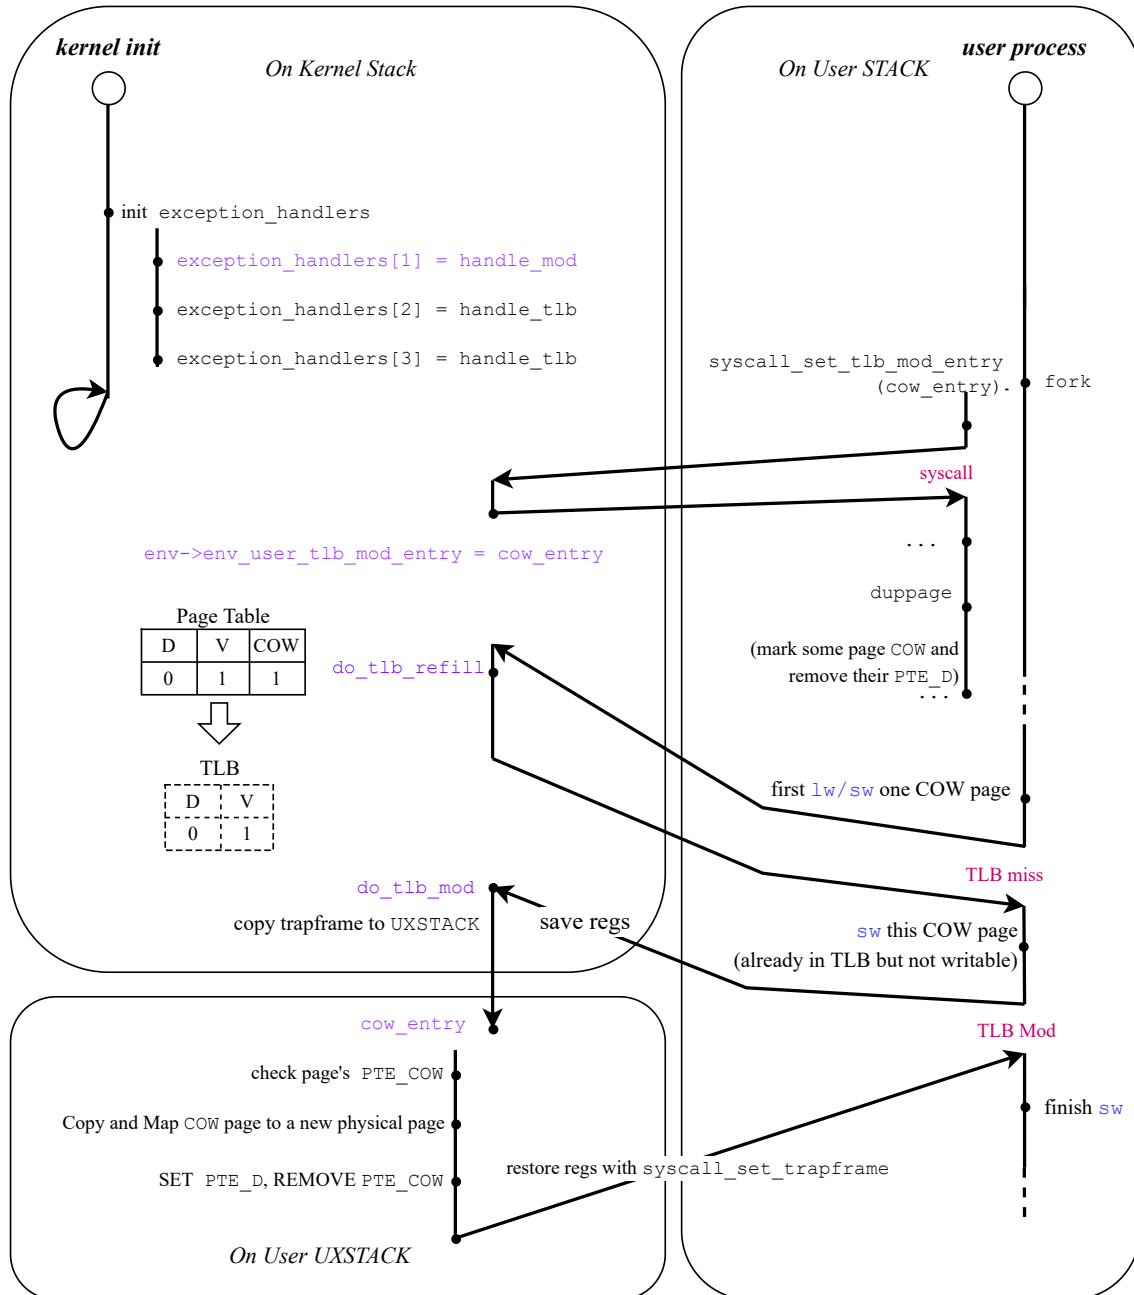 kernel init
On Kernel Stack
init exception_handlers
exception_handlers[1] = handle_mod
exception_handlers[2] = handle_tlb
exception_handlers[3] = handle_tlb
env->env_user_tlb_mod_entry = cow_entry
Page Table
D V COW
0 1 1
do_tlb_refill
TLB
D V
0 1
do_tlb_mod
copy trapframe to UXSTACK
save regs
user process
On User STACK
syscall_set_tlb_mod_entry
(cow_entry).
fork
syscall
...
duppage
(mark some page COW and
remove their PTE_D)
...
first lw/sw one COW page
TLB miss
sw this COW page
(already in TLB but not writable)
TLB Mod
finish sw
cow_entry
check page's PTE_COW
Copy and Map COW page to a new physical page
SET PTE_D, REMOVE PTE_COW
restore regs with syscall_set_trapframe
On User UXSTACK